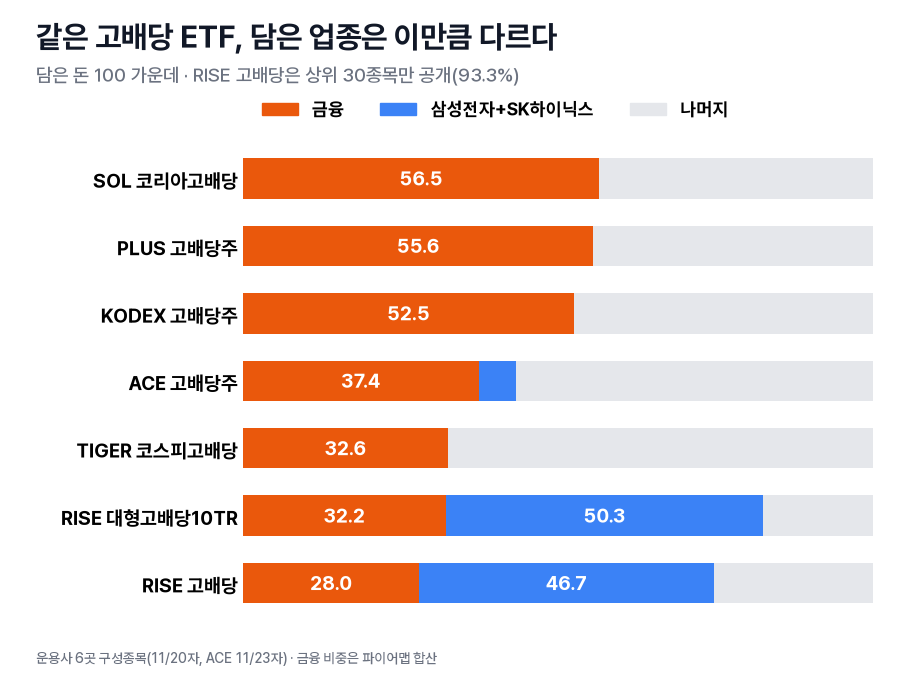 같은 고배당 ETF, 담은 업종은 이만큼 다르다
담은 돈 100 가운데 · RISE 고배당은 상위 30종목만 공개(93.3%)
금융 삼성전자+SK하이닉스 나머지
SOL 코리아고배당 56.5
PLUS 고배당주 55.6
KODEX 고배당주 52.5
ACE 고배당주 37.4
TIGER 코스피고배당 32.6
RISE 대형고배당10TR 32.2 50.3
RISE 고배당 28.0 46.7
운용사 6곳 구성종목(11/20자, ACE 11/23자) · 금융 비중은 파이어맵 합산